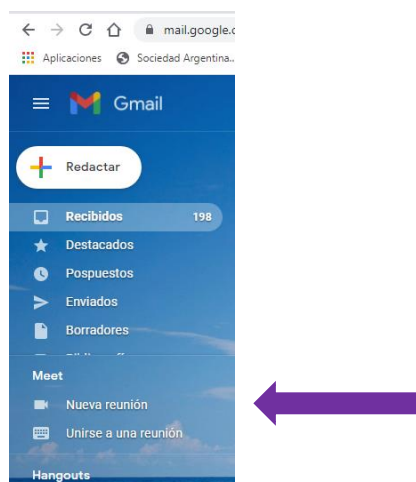 mail.google.c
Aplicaciones Sociedad Argentina..
Gmail
Redactar
Recibidos 198
Destacados
Pospuestos
Enviados
Borradores
Meet
Nueva reunión
Unirse a una reunión
Hangouts